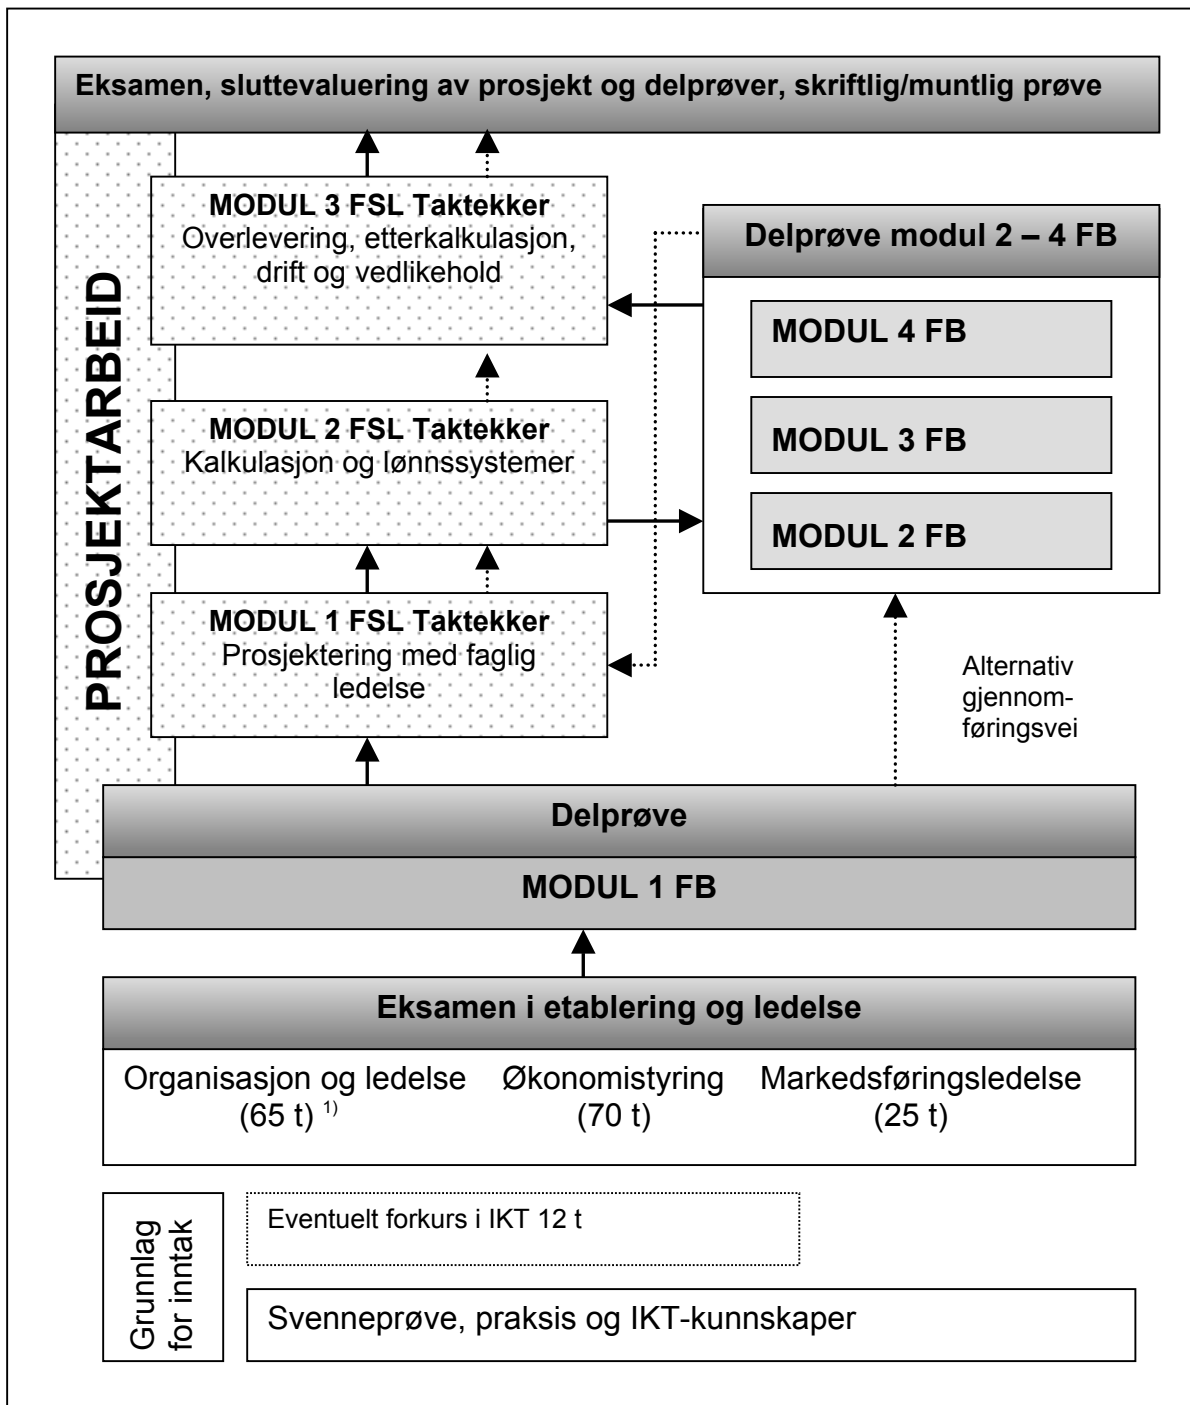 Eksamen, sluttevaluering av prosjekt og delprøver, skriftlig/muntlig prøve
PROSJEKTARBEID
MODUL 3 FSL Taktekker
Overlevering, etterkalkulasjon,
drift og vedlikehold
Delprøve modul 2 – 4 FB
MODUL 4 FB
MODUL 3 FB
MODUL 2 FB
MODUL 2 FSL Taktekker
Kalkulasjon og lønnssystemer
MODUL 1 FSL Taktekker
Prosjektering med faglig
ledelse
Alternativ
gjennom-
føringsvei
Delprøve
MODUL 1 FB
Eksamen i etablering og ledelse
Organisasjon og ledelse
(65 t) 1)
Økonomistyring
(70 t)
Markedsføringsledelse
(25 t)
Grunnlag
for inntak
Eventuelt forkurs i IKT 12 t
Svenneprøve, praksis og IKT-kunnskaper